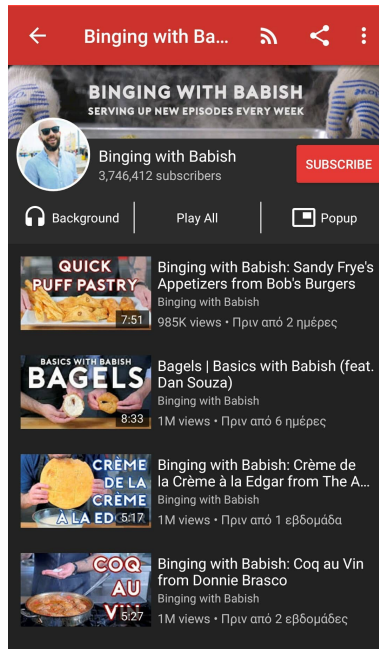 Binging with Ba...
BINGING WITH BABISH
SERVING UP NEW EPISODES EVERY WEEK
Binging with Babish
3,746,412 subscribers
SUBSCRIBE
Background
Play All
Popup
QUICK
PUFF PASTRY
7:51
Binging with Babish: Sandy Frye's
Appetizers from Bob's Burgers
Binging with Babish
985K views • Πριν από 2 ημέρες
BASICS WITH BABISH
BAGELS
8:33
Bagels | Basics with Babish (feat.
Dan Souza)
Binging with Babish
1M views • Πριν από 6 ημέρες
CRÈME
DE LA
CRÈME
À LA ED
5:17
Binging with Babish: Crème de
la Crème à la Edgar from The A...
Binging with Babish
1M views • Πριν από 1 εβδομάδα
COQ
AU
VIN
5:27
Binging with Babish: Coq au Vin
from Donnie Brasco
Binging with Babish
1M views • Πριν από 2 εβδομάδες